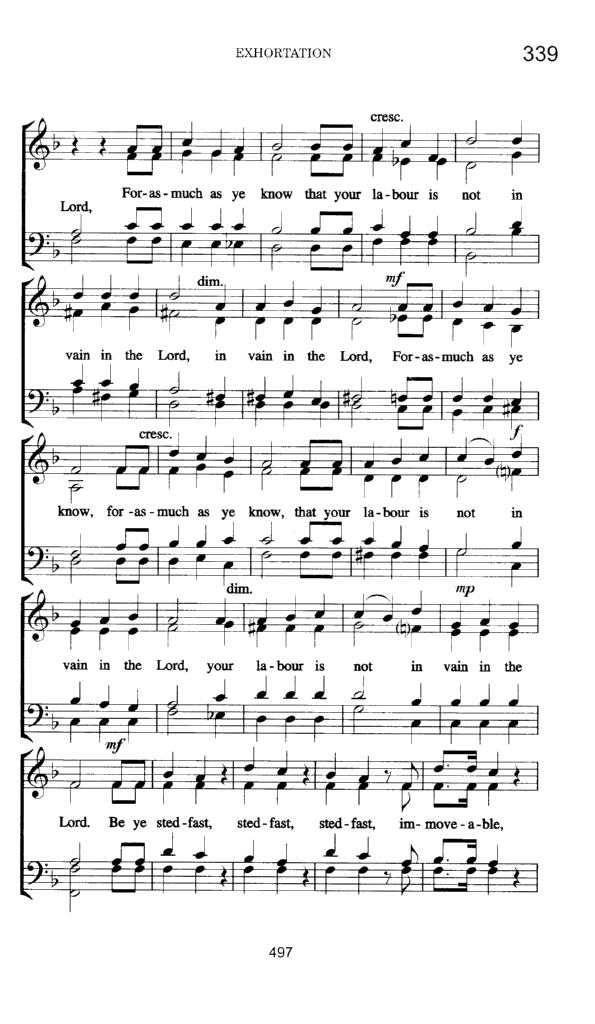 EXHORTATION 339
cresc.
For-as-much as ye know that your la-bour is not in
Lord,
dim. mf
vain in the Lord, in vain in the Lord, For-as-much as ye
f
cresc.
know, for-as-much as ye know, that your la-bour is not in
dim. mp
vain in the Lord, your la-bour is not in vain in the
mf
Lord. Be ye sted-fast, sted-fast, sted-fast, im-move-a-ble,
497